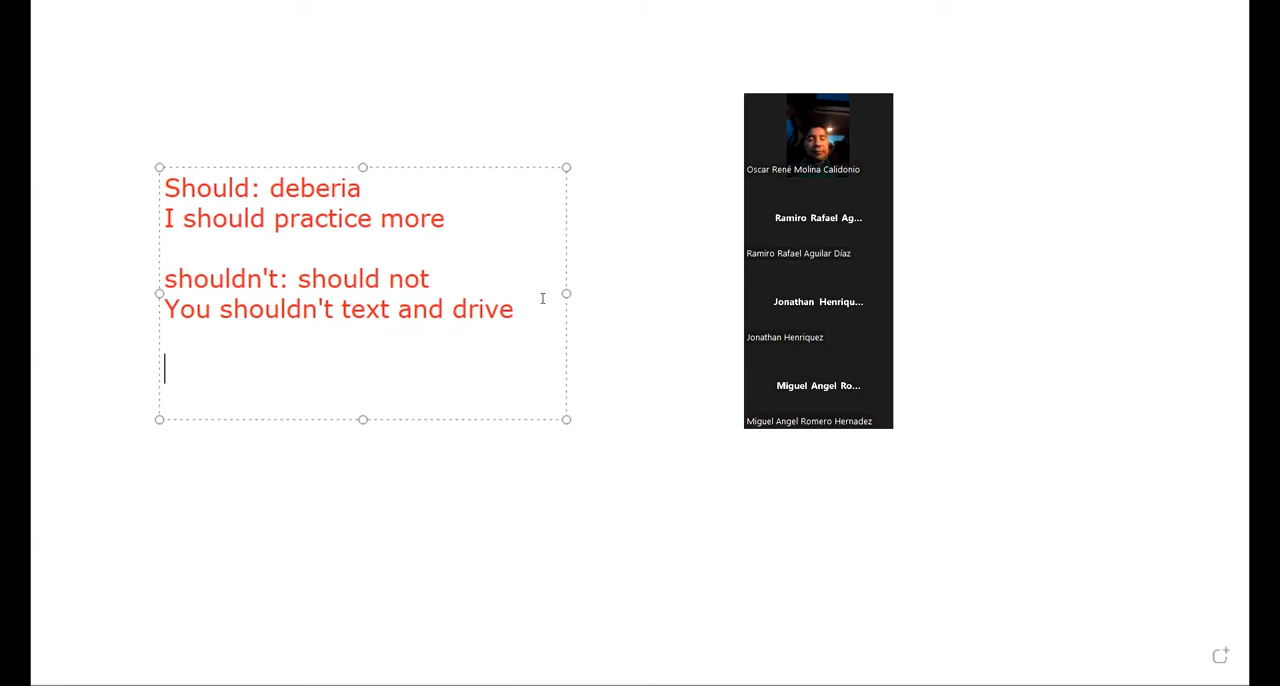 Should: deberia
I should practice more
shouldn't: should not
You shouldn't text and drive
Oscar René Molina Calidonio
Ramiro Rafael Ag...
Ramiro Rafael Aguilar Díaz
Jonathan Henriqu...
Jonathan Henriquez
Miguel Angel Ro...
Miguel Angel Romero Hernadez